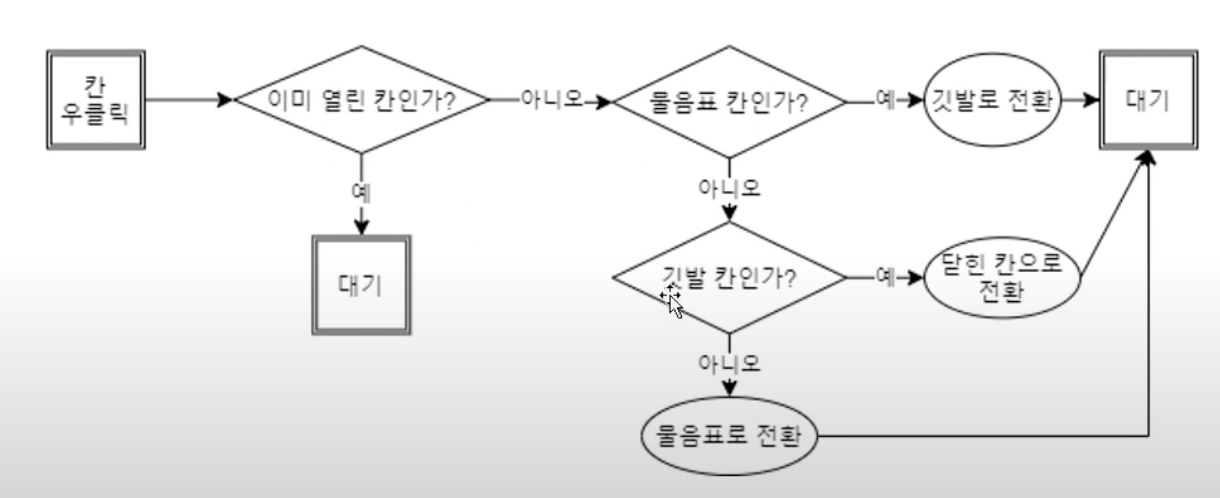 칸
우클릭
이미 열린 칸인가?
아니오
물음표 칸인가?
예
깃발로 전환
대기
예
대기
아니오
깃발 칸인가?
예
닫힌 칸으로
전환
아니오
물음표로 전환